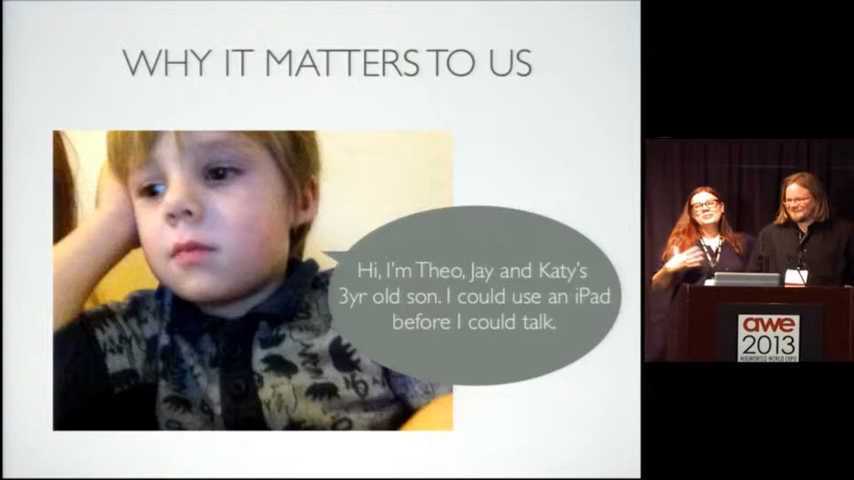 WHY IT MATTERS TO US
Hi, I'm Theo, Jay and Katy's
3yr old son. I could use an iPad
before I could talk.
awe
2013
AUGMENTED WORLD EXPO